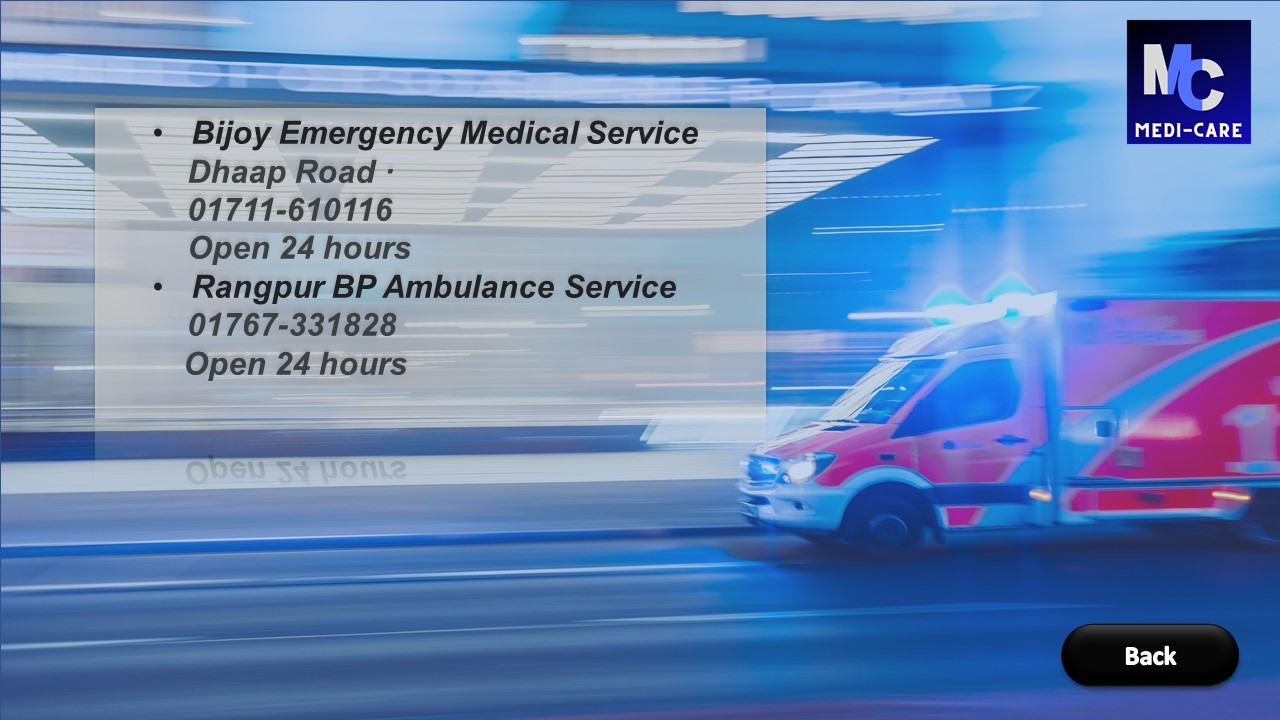 MC
MEDI-CARE
• Bijoy Emergency Medical Service
Dhaap Road ·
01711-610116
Open 24 hours
• Rangpur BP Ambulance Service
01767-331828
Open 24 hours
Back